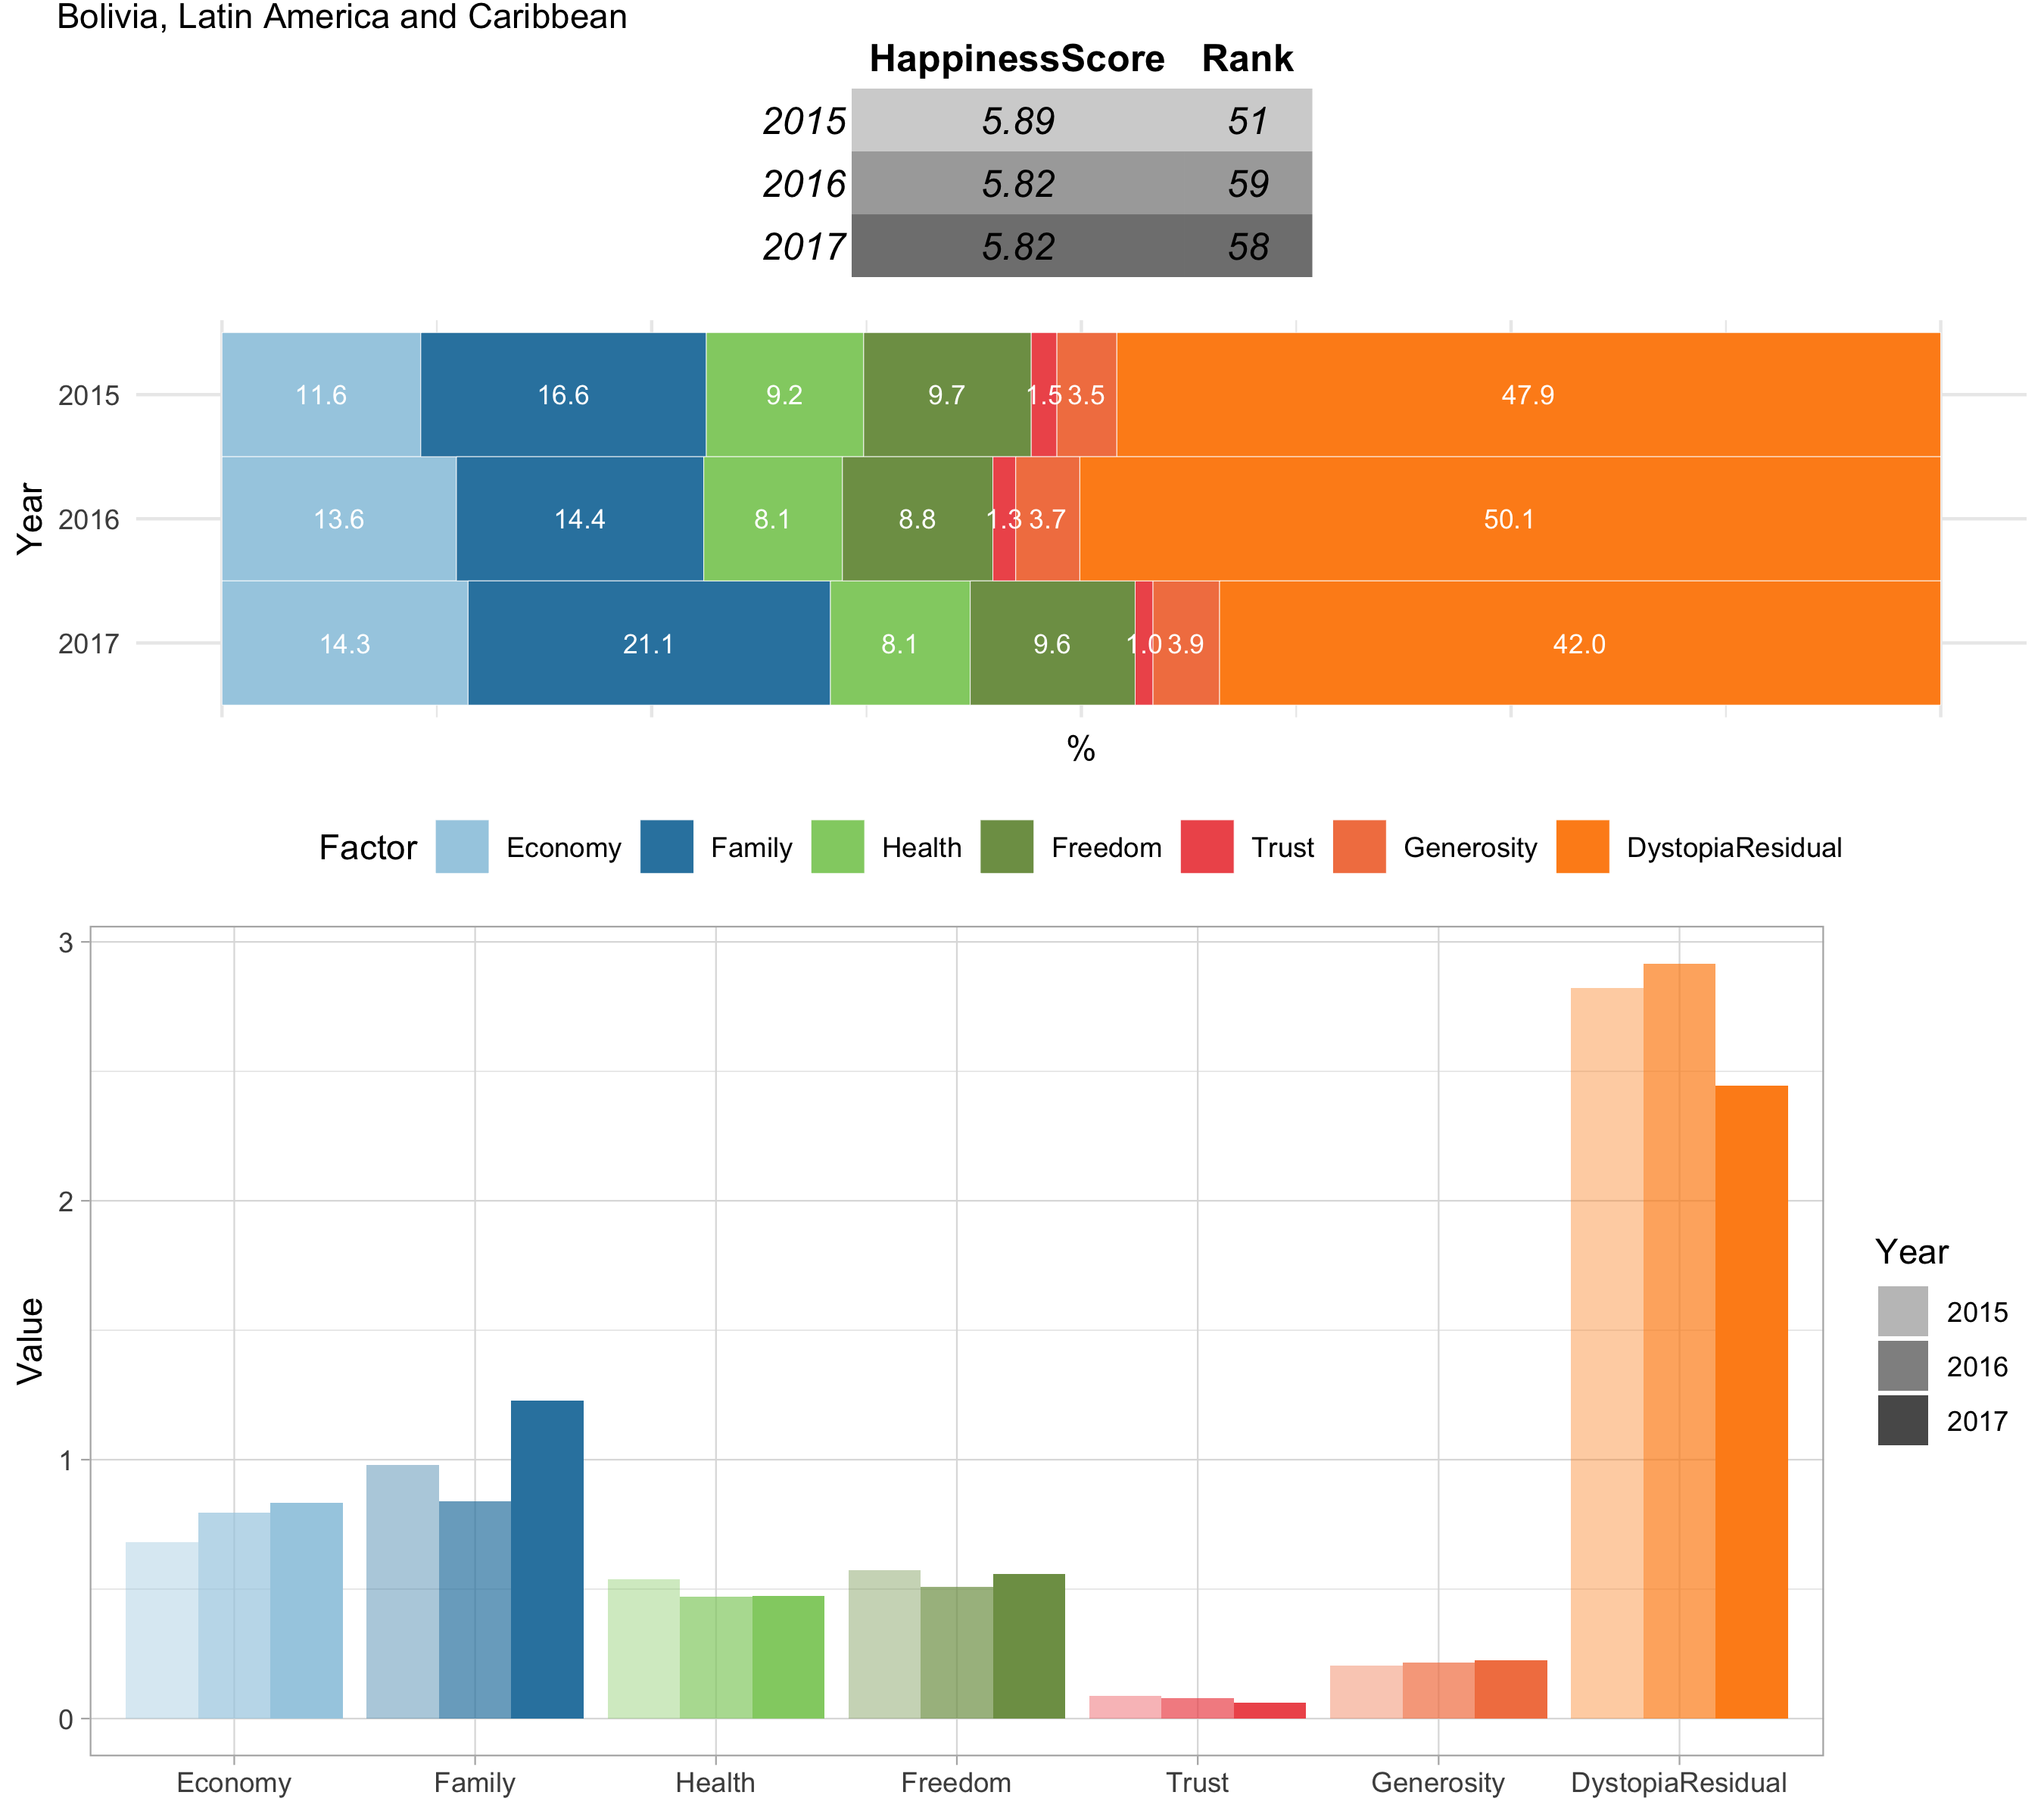 Bolivia, Latin America and Caribbean
HappinessScore Rank
2015 5.89 51
2016 5.82 59
2017 5.82 58
Year
2015 11.6 16.6 9.2 9.7 1.5 3.5 47.9
2016 13.6 14.4 8.1 8.8 1.3 3.7 50.1
2017 14.3 21.1 8.1 9.6 1.0 3.9 42.0
%
Factor Economy Family Health Freedom Trust Generosity DystopiaResidual
Value
3
2
1
0
Economy Family Health Freedom Trust Generosity DystopiaResidual
Year
2015
2016
2017